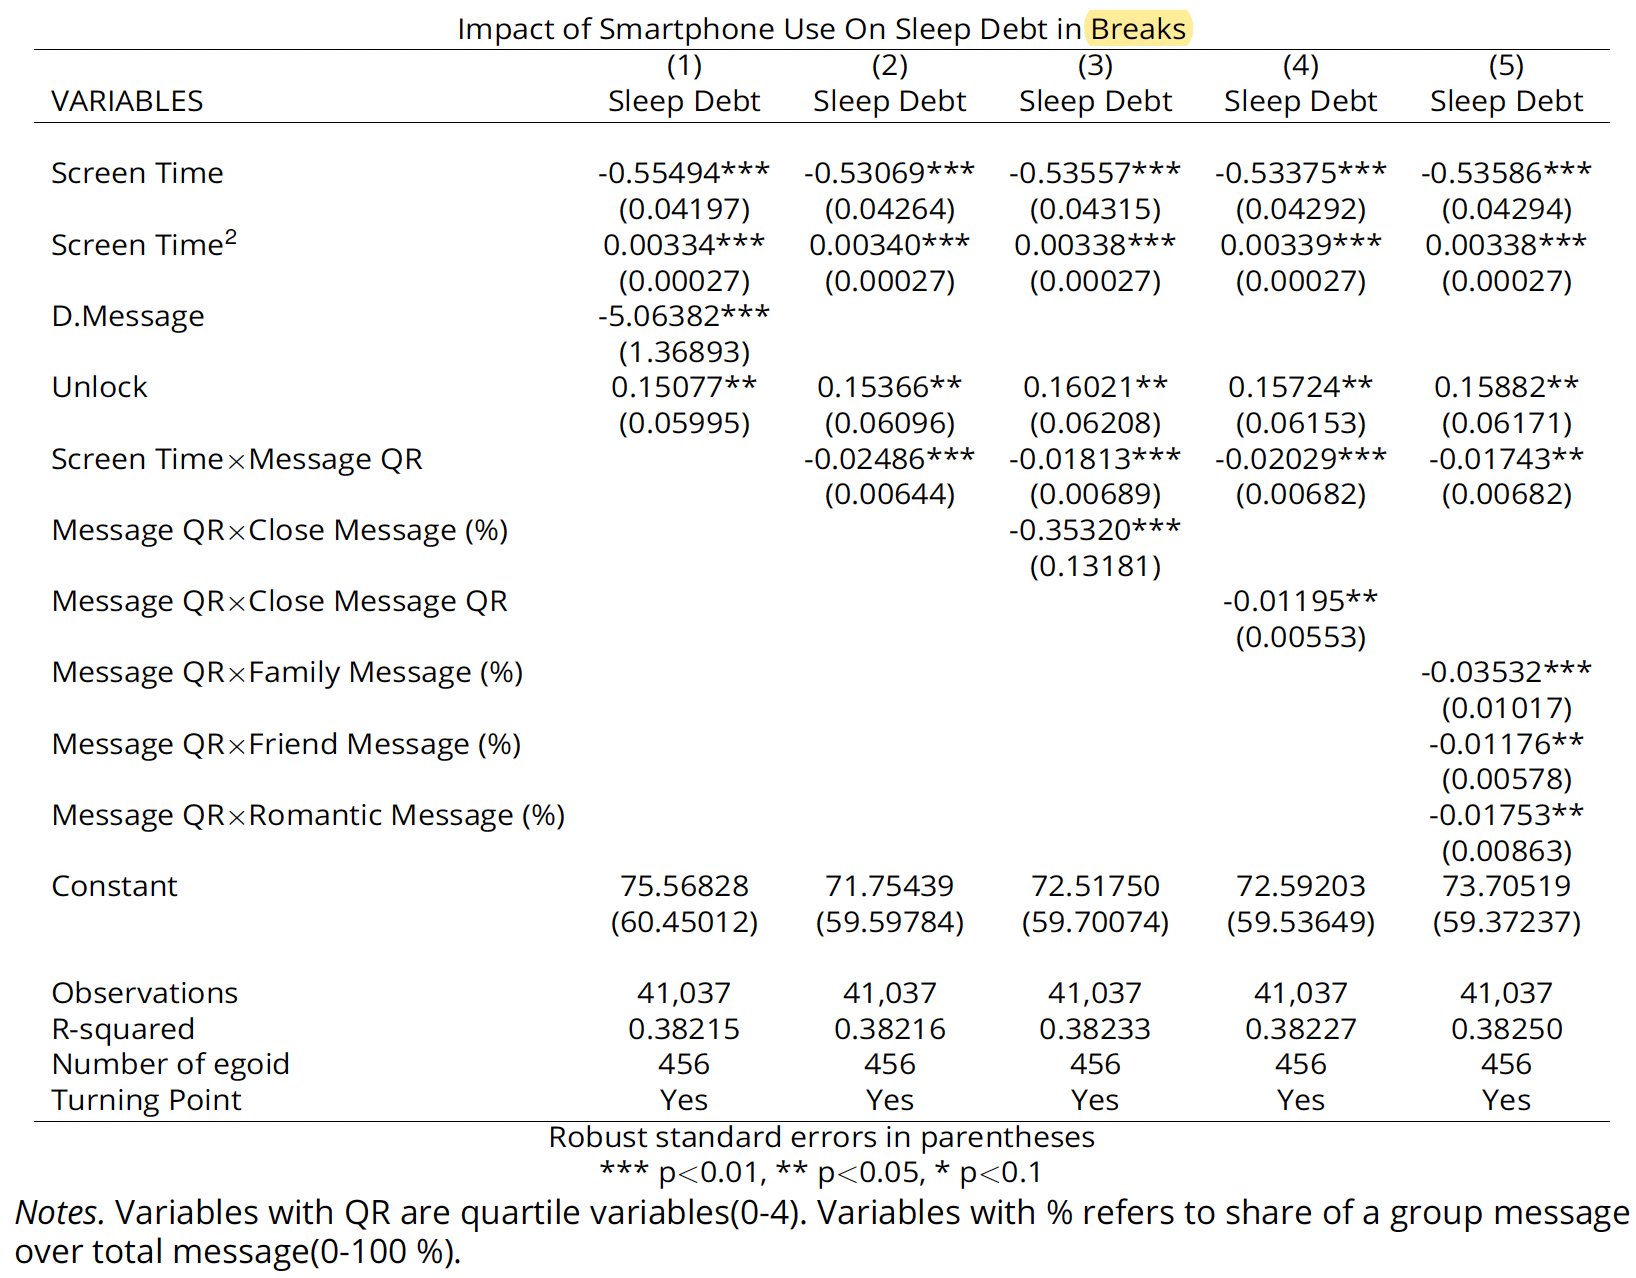 Impact of Smartphone Use On Sleep Debt in Breaks
(1) (2) (3) (4) (5)
VARIABLES Sleep Debt Sleep Debt Sleep Debt Sleep Debt Sleep Debt
Screen Time -0.55494*** -0.53069*** -0.53557*** -0.53375*** -0.53586***
(0.04197) (0.04264) (0.04315) (0.04292) (0.04294)
Screen Time² 0.00334*** 0.00340*** 0.00338*** 0.00339*** 0.00338***
(0.00027) (0.00027) (0.00027) (0.00027) (0.00027)
D.Message -5.06382***
(1.36893)
Unlock 0.15077** 0.15366** 0.16021** 0.15724** 0.15882**
(0.05995) (0.06096) (0.06208) (0.06153) (0.06171)
Screen Time×Message QR -0.02486*** -0.01813*** -0.02029*** -0.01743**
(0.00644) (0.00689) (0.00682) (0.00682)
Message QR×Close Message (%) -0.35320***
(0.13181)
Message QR×Close Message QR -0.01195**
(0.00553)
Message QR×Family Message (%) -0.03532***
(0.01017)
Message QR×Friend Message (%) -0.01176**
(0.00578)
Message QR×Romantic Message (%) -0.01753**
(0.00863)
Constant 75.56828 71.75439 72.51750 72.59203 73.70519
(60.45012) (59.59784) (59.70074) (59.53649) (59.37237)
Observations 41,037 41,037 41,037 41,037 41,037
R-squared 0.38215 0.38216 0.38233 0.38227 0.38250
Number of egoid 456 456 456 456 456
Turning Point Yes Yes Yes Yes Yes
Robust standard errors in parentheses
*** p<0.01, ** p<0.05, * p<0.1
Notes. Variables with QR are quartile variables(0-4). Variables with % refers to share of a group message
over total message(0-100 %).